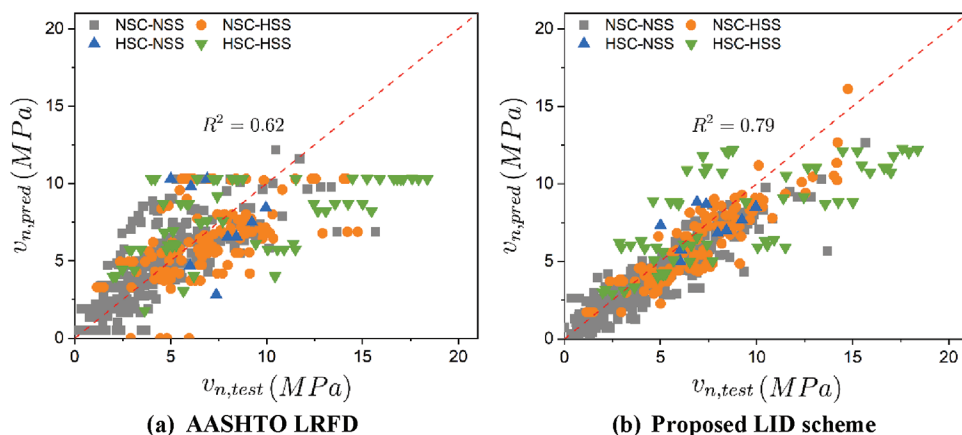 NSC-NSS NSC-HSS
HSC-NSS HSC-HSS
R² = 0.62
v_{n,pred} (MPa)
20
15
10
5
0
0 5 10 15 20
v_{n,test} (MPa)
(a) AASHTO LRFD
NSC-NSS NSC-HSS
HSC-NSS HSC-HSS
R² = 0.79
v_{n,pred} (MPa)
20
15
10
5
0
0 5 10 15 20
v_{n,test} (MPa)
(b) Proposed LID scheme